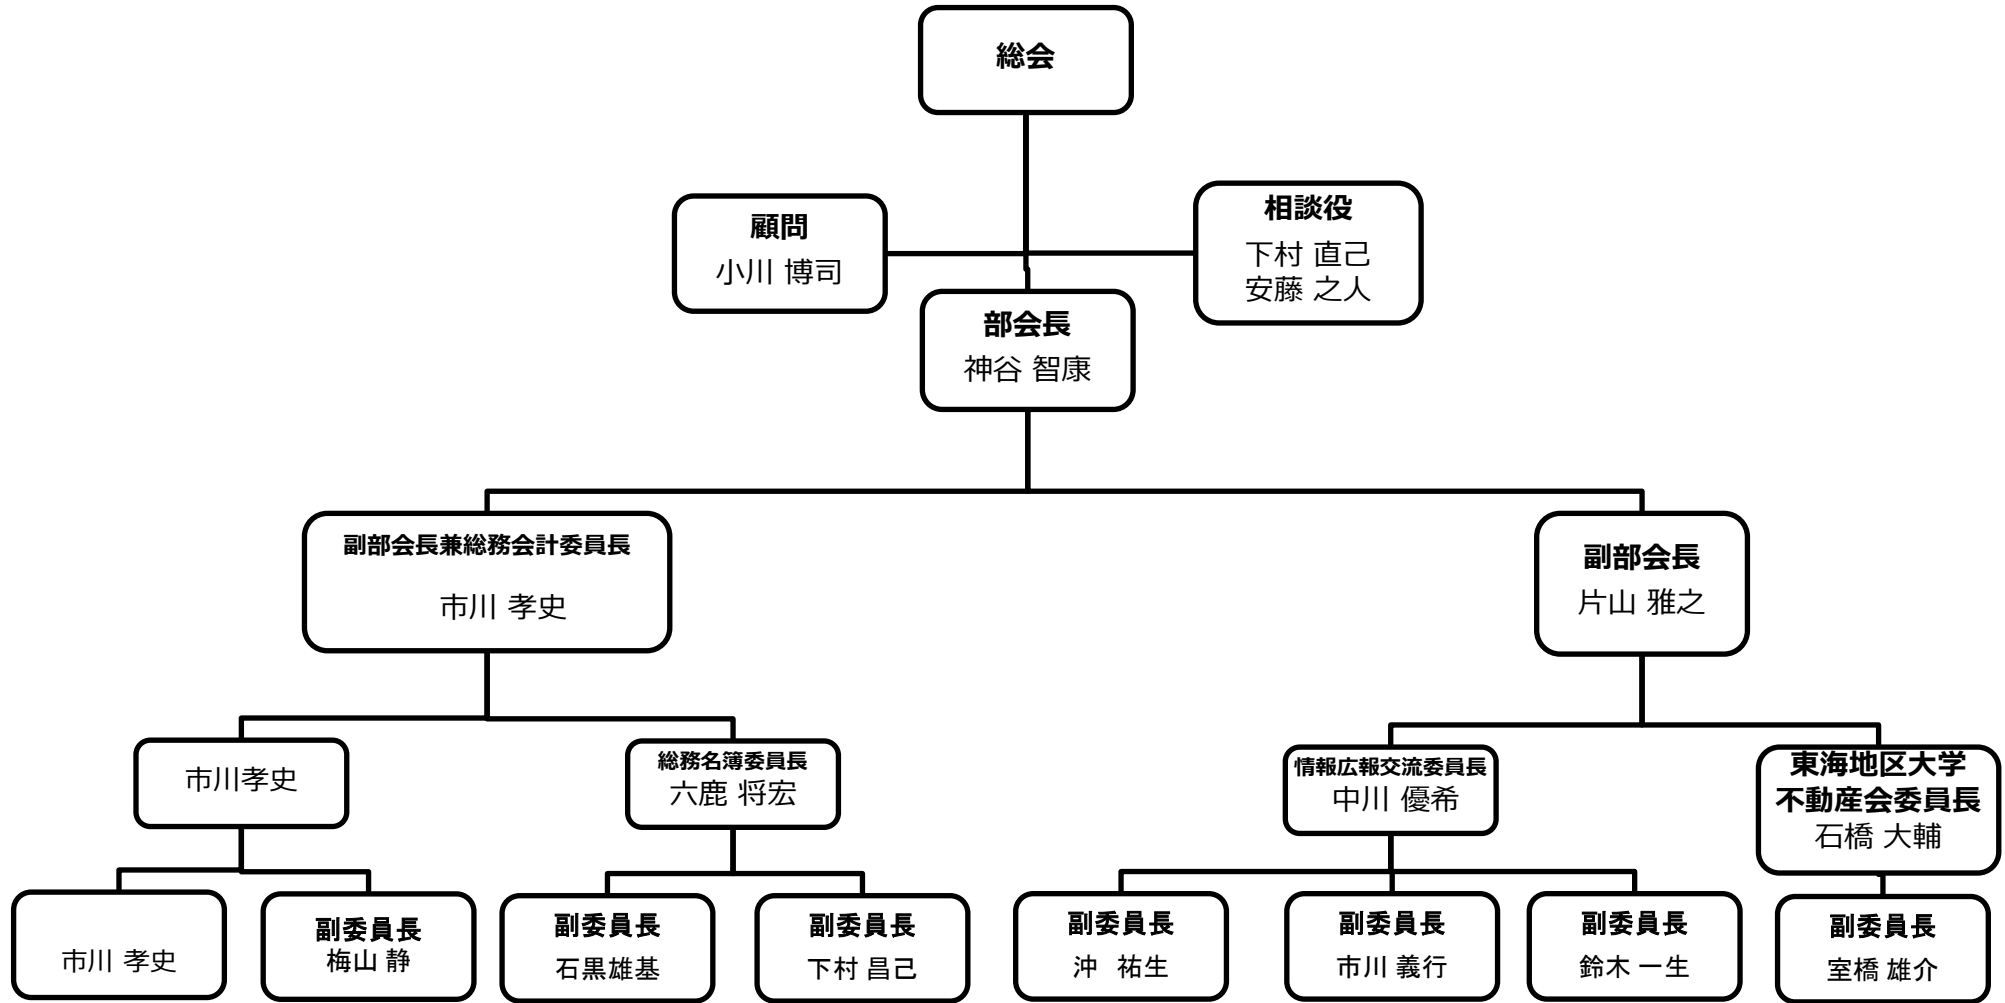 総会
顧問
小川 博司
相談役
下村 直己
安藤 之人
部会長
神谷 智康
副部会長兼総務会計委員長
市川 孝史
副部会長
片山 雅之
市川孝史
総務名簿委員長
六鹿 将宏
情報広報交流委員長
中川 優希
東海地区大学
不動産会委員長
石橋 大輔
市川 孝史
副委員長
梅山 静
副委員長
石黒雄基
副委員長
下村 昌己
副委員長
沖 祐生
副委員長
市川 義行
副委員長
鈴木 一生
副委員長
室橋 雄介